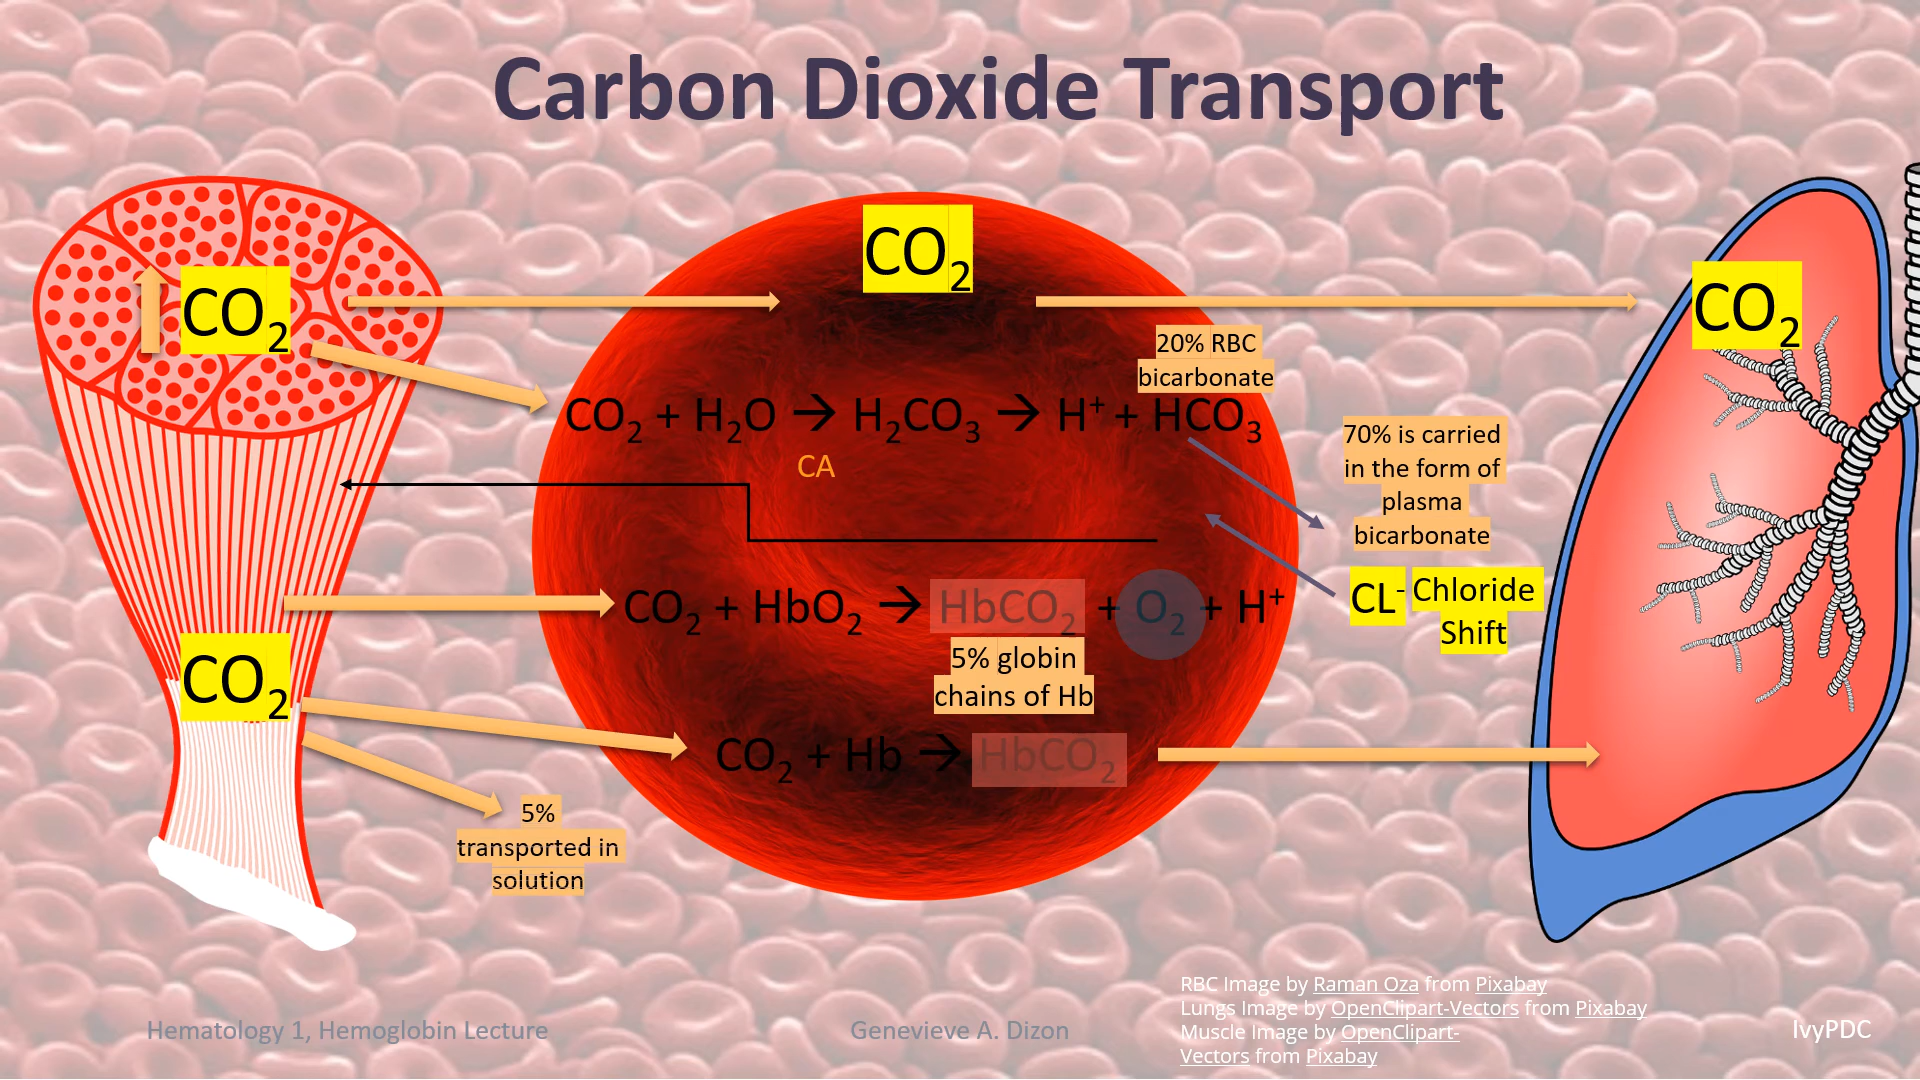 Carbon Dioxide Transport
CO₂
CO₂
CO₂
20% RBC
bicarbonate
CO₂ + H₂O → H₂CO₃ → H⁺ + HCO₃
CA
70% is carried
in the form of
plasma
bicarbonate
CL⁻ Chloride
Shift
CO₂ + HbO₂ → HbCO₂ + O₂ + H⁺
5% globin
chains of Hb
CO₂
CO₂ + Hb → HbCO₂
5%
transported in
solution
RBC Image by Raman Oza from Pixabay
Lungs Image by OpenClipart-Vectors from Pixabay
Muscle Image by OpenClipart-
Vectors from Pixabay
Hematology 1, Hemoglobin Lecture
Genevieve A. Dizon
IvyPDC